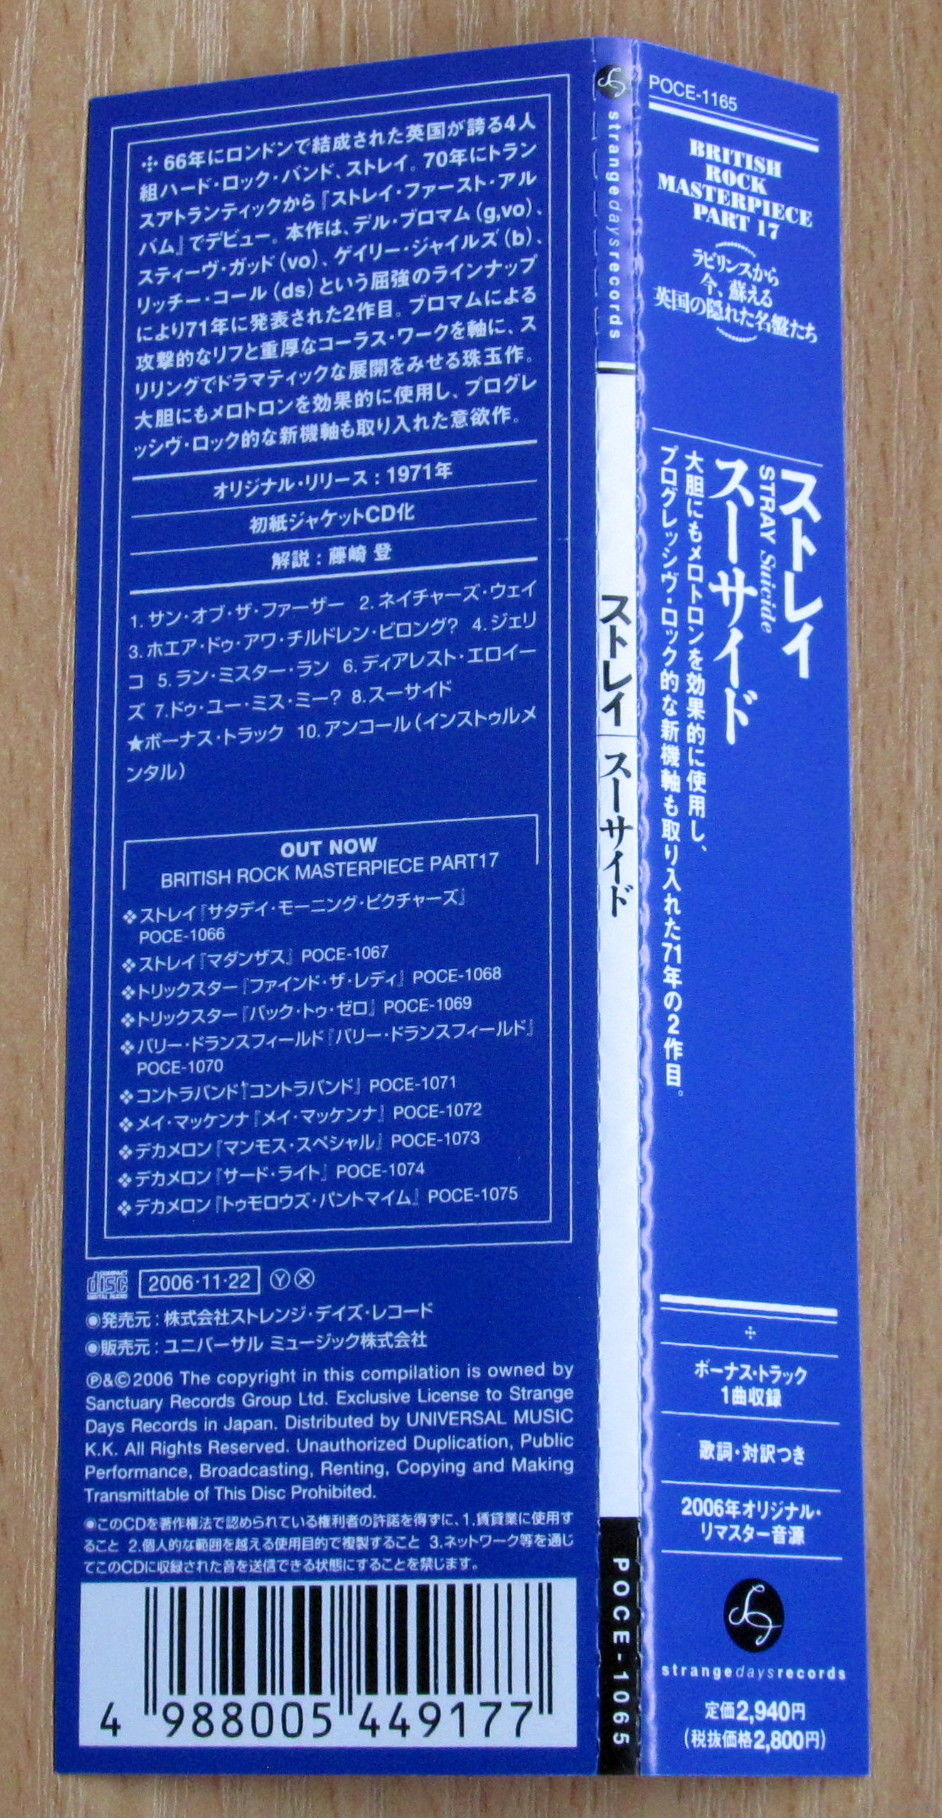 ✣66年にロンドンで結成された英国が誇る4人
組ハード・ロック・バンド、ストレイ。70年にトラン
スアトランティックから『ストレイ・ファースト・アル
バム』でデビュー。本作は、デル・ブロマム(g,vo)、
スティーヴ・ガッド(vo)、ゲイリー・ジャイルズ(b)、
リッチー・コール(ds)という屈強のラインナップ
により71年に発表された2作目。ブロマムによる
攻撃的なリフと重厚なコーラス・ワークを軸に、ス
リリングでドラマティックな展開をみせる珠玉作。
大胆にもメロトロンを効果的に使用し、プログレ
ッシヴ・ロック的な新機軸も取り入れた意欲作。
オリジナル・リリース：1971年
初紙ジャケットCD化
解説：藤崎 登
1. サン・オブ・ザ・ファーザー 2. ネイチャーズ・ウェイ
3. ホエア・ドゥ・アワ・チルドレン・ビロング? 4. ジェリ
コ 5. ラン・ミスター・ラン 6. ディアレスト・エロイー
ズ 7.ドゥ・ユー・ミス・ミー? 8.スーサイド
★ボーナス・トラック 10. アンコール(インストゥルメ
ンタル)
OUT NOW
BRITISH ROCK MASTERPIECE PART17
❖ストレイ『サタデイ・モーニング・ピクチャーズ』
POCE-1066
❖ストレイ『マダンザス』 POCE-1067
❖トリックスター『ファインド・ザ・レディ』 POCE-1068
❖トリックスター『バック・トゥ・ゼロ』 POCE-1069
❖バリー・ドランスフィールド『バリー・ドランスフィールド』
POCE-1070
❖コントラバンド『コントラバンド』 POCE-1071
❖メイ・マッケンナ『メイ・マッケンナ』 POCE-1072
❖デカメロン『マンモス・スペシャル』 POCE-1073
❖デカメロン『サード・ライト』 POCE-1074
❖デカメロン『トゥモロウズ・パントマイム』 POCE-1075
COMPACT disc DIGITAL AUDIO 2006・11・22 Ⓨ Ⓧ
◉発売元：株式会社ストレンジ・デイズ・レコード
◉販売元：ユニバーサル ミュージック株式会社
℗&©2006 The copyright in this compilation is owned by
Sanctuary Records Group Ltd. Exclusive License to Strange
Days Records in Japan. Distributed by UNIVERSAL MUSIC
K.K. All Rights Reserved. Unauthorized Duplication, Public
Performance, Broadcasting, Renting, Copying and Making
Transmittable of This Disc Prohibited.
◉このCDを著作権法で認められている権利者の許諾を得ずに、1.賃貸業に使用す
ること 2.個人的な範囲を越える使用目的で複製すること 3.ネットワーク等を通じ
てこのCDに収録された音を送信できる状態にすることを禁じます。
4 988005 449177
strangedaysrecords
ストレイ スーサイド
POCE-1065
POCE-1165
BRITISH
ROCK
MASTERPIECE
PART 17
ラビリンスから
今、蘇える
英国の隠れた名盤たち
ストレイ
STRAY Suicide
スーサイド
大胆にもメロトロンを効果的に使用し、
プログレッシヴ・ロック的な新機軸も取り入れた71年の2作目。
ボーナス・トラック
1曲収録
歌詞・対訳つき
2006年オリジナル・
リマスター音源
strangedaysrecords
定価2,940円
(税抜価格2,800円)